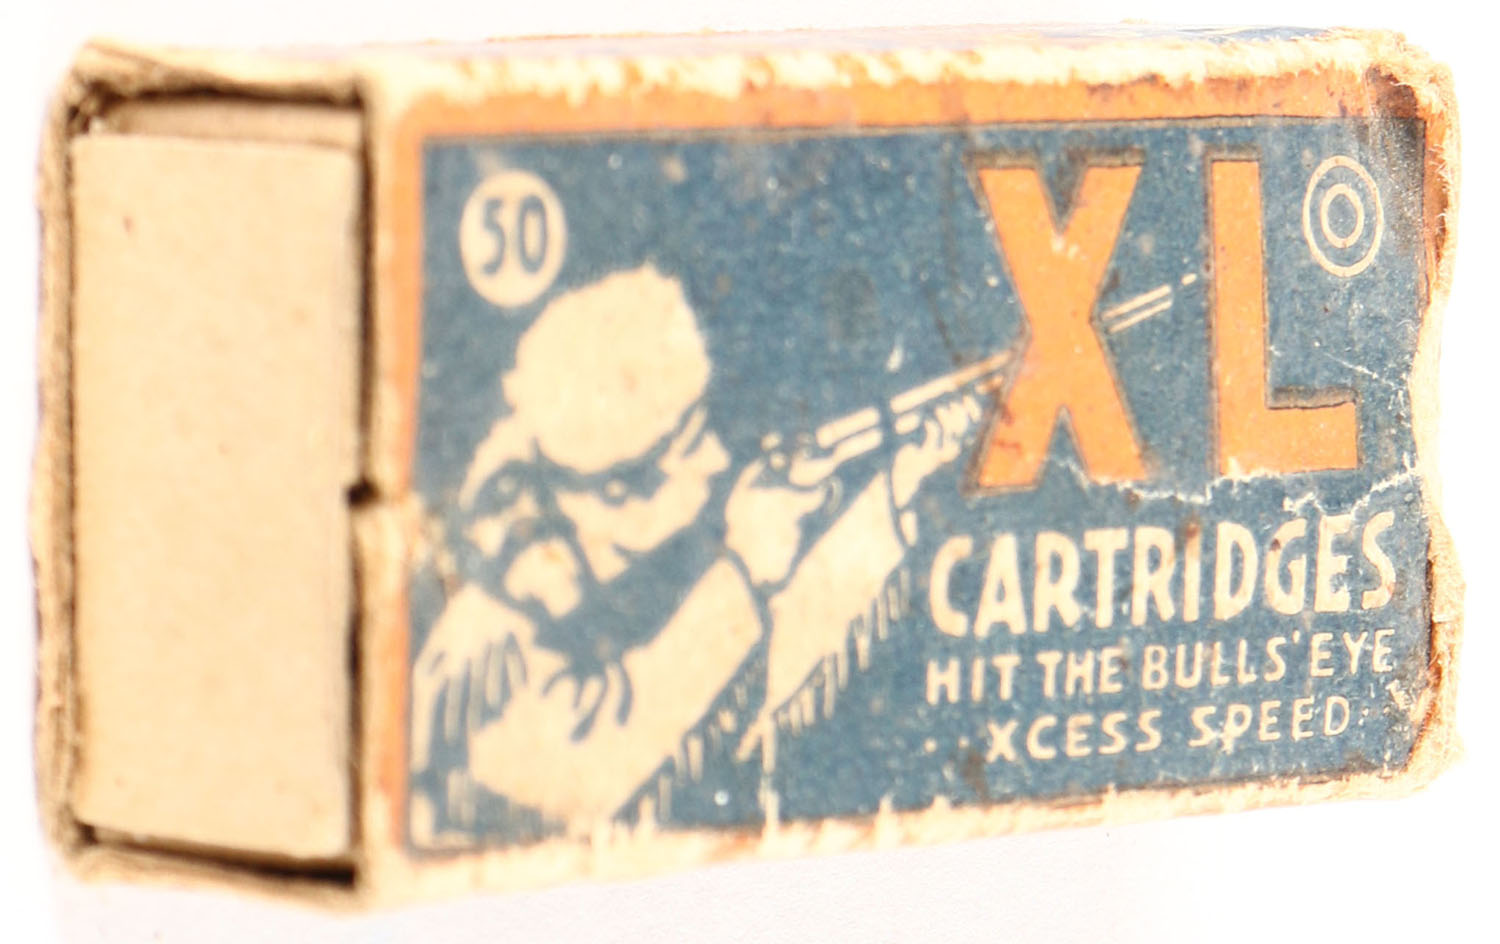 50
XL
CARTRIDGES
HIT THE BULLS' EYE
XCESS SPEED